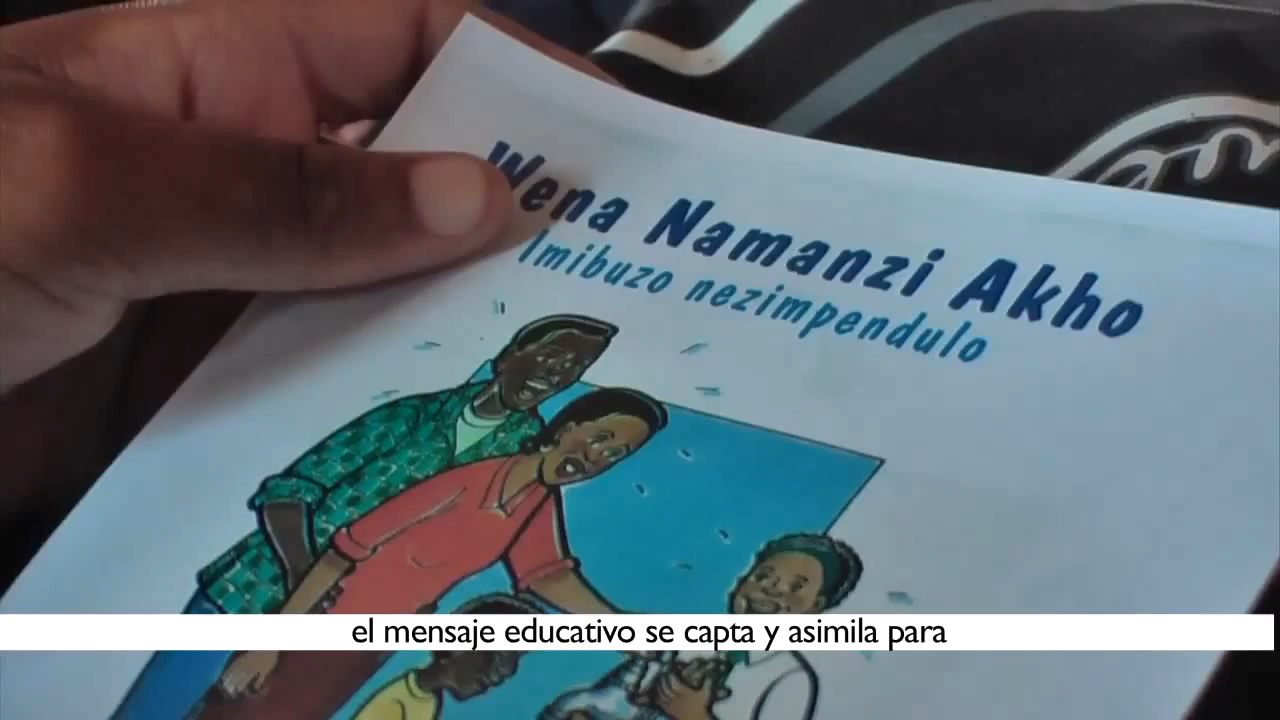 Wena Namanzi Akho
Imibuzo nezimpendulo
el mensaje educativo se capta y asimila para